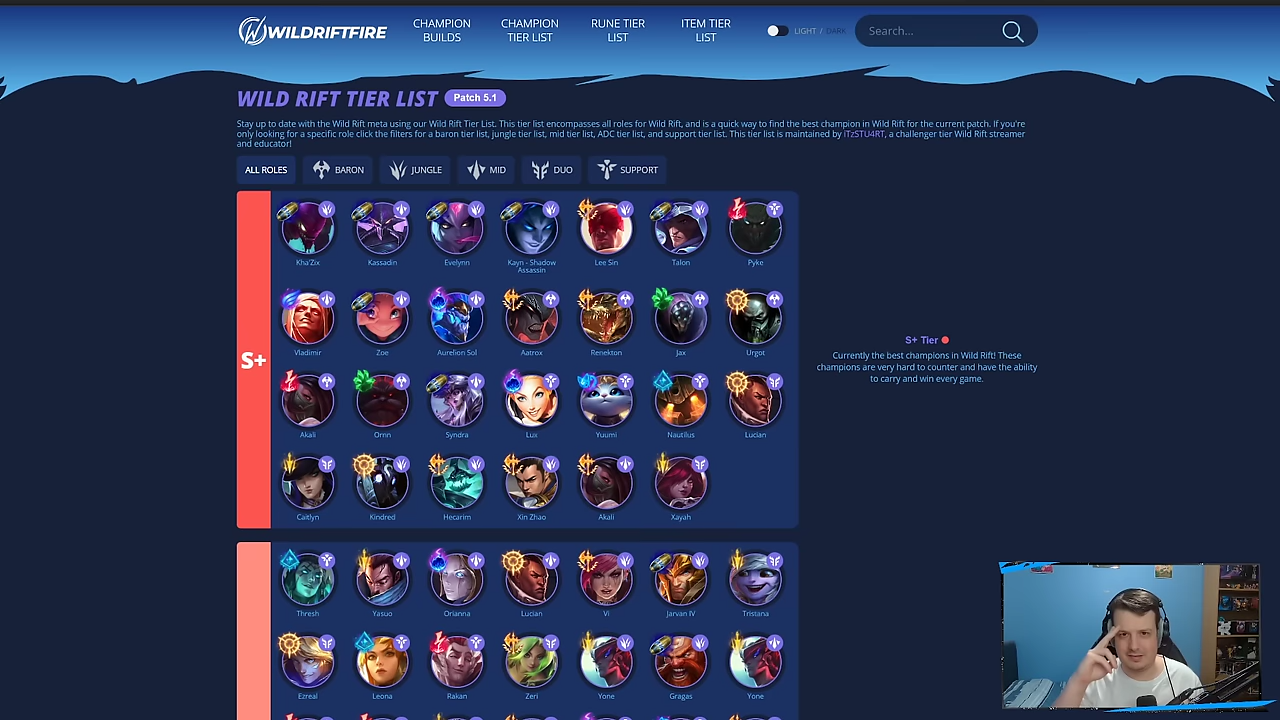 WILDRIFTFIRE
CHAMPION
BUILDS
CHAMPION
TIER LIST
RUNE TIER
LIST
ITEM TIER
LIST
LIGHT / DARK
Search...
WILD RIFT TIER LIST Patch 5.1
Stay up to date with the Wild Rift meta using our Wild Rift Tier List. This tier list encompasses all roles for Wild Rift, and is a quick way to find the best champion in Wild Rift for the current patch. If you're
only looking for a specific role click the filters for a baron tier list, jungle tier list, mid tier list, ADC tier list, and support tier list. This tier list is maintained by iTzSTU4RT, a challenger tier Wild Rift streamer
and educator!
ALL ROLES BARON JUNGLE MID DUO SUPPORT
S+
Kha'Zix Kassadin Evelynn Kayn - Shadow Lee Sin Talon Pyke
Assassin
Vladimir Zoe Aurelion Sol Aatrox Renekton Jax Urgot
Akali Ornn Syndra Lux Yuumi Nautilus Lucian
Caitlyn Kindred Hecarim Xin Zhao Akali Xayah
S+ Tier
Currently the best champions in Wild Rift! These
champions are very hard to counter and have the ability
to carry and win every game.
Thresh Yasuo Orianna Lucian Vi Jarvan IV Tristana
Ezreal Leona Rakan Zeri Yone Gragas Yone